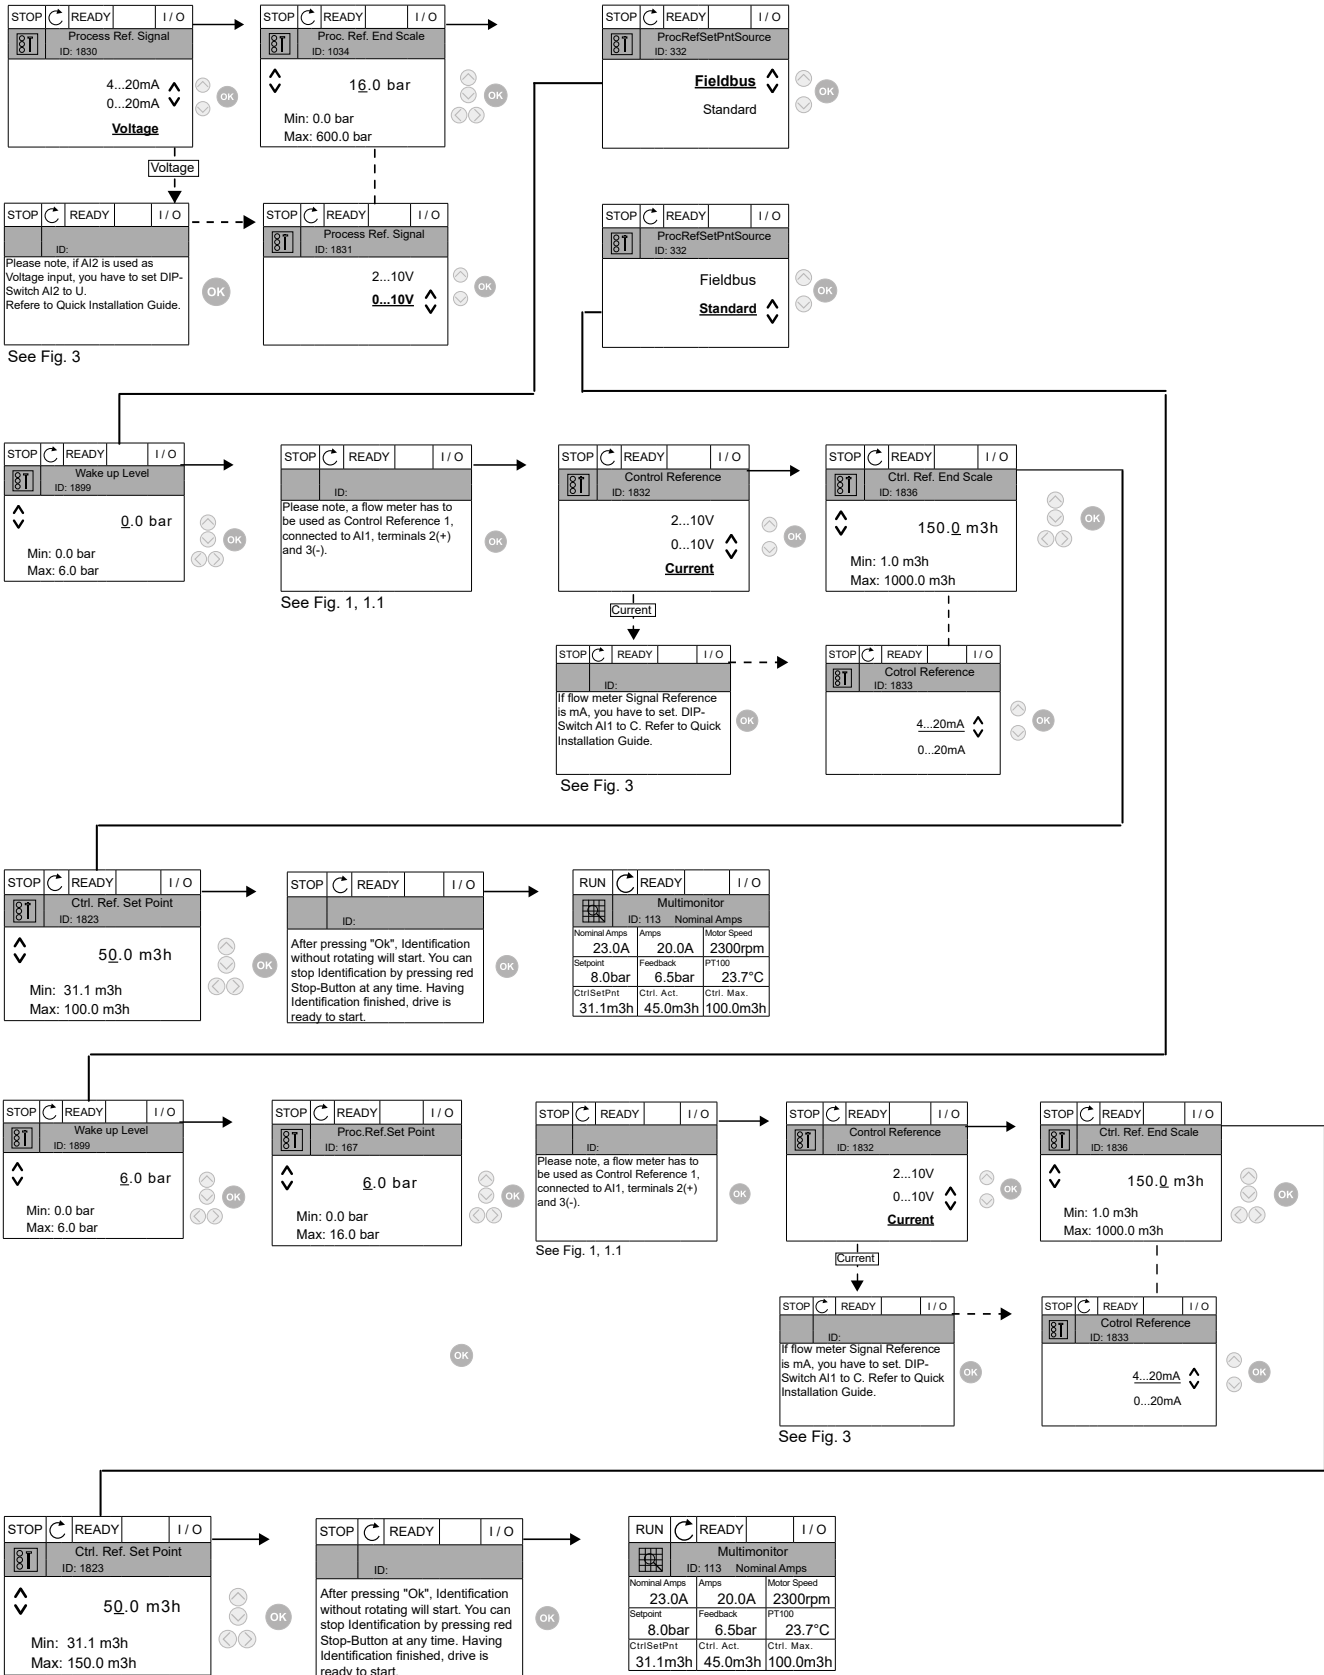 STOP READY I / O
Process Ref. Signal
ID: 1830
4...20mA
0...20mA
Voltage
OK
STOP READY I / O
Proc. Ref. End Scale
ID: 1034
16.0 bar
Min: 0.0 bar
Max: 600.0 bar
OK
STOP READY I / O
ProcRefSetPntSource
ID: 332
Fieldbus
Standard
OK
Voltage
STOP READY I / O
ID:
Please note, if AI2 is used as
Voltage input, you have to set DIP-
Switch AI2 to U.
Refere to Quick Installation Guide.
OK
See Fig. 3
STOP READY I / O
Process Ref. Signal
ID: 1831
2...10V
0...10V
OK
STOP READY I / O
ProcRefSetPntSource
ID: 332
Fieldbus
Standard
OK
STOP READY I / O
Wake up Level
ID: 1899
0.0 bar
Min: 0.0 bar
Max: 6.0 bar
OK
STOP READY I / O
ID:
Please note, a flow meter has to
be used as Control Reference 1,
connected to AI1, terminals 2(+)
and 3(-).
OK
See Fig. 1, 1.1
STOP READY I / O
Control Reference
ID: 1832
2...10V
0...10V
Current
OK
STOP READY I / O
Ctrl. Ref. End Scale
ID: 1836
150.0 m3h
Min: 1.0 m3h
Max: 1000.0 m3h
OK
Current
STOP READY I / O
ID:
If flow meter Signal Reference
is mA, you have to set. DIP-
Switch AI1 to C. Refer to Quick
Installation Guide.
OK
See Fig. 3
STOP READY I / O
Cotrol Reference
ID: 1833
4...20mA
0...20mA
OK
STOP READY I / O
Ctrl. Ref. Set Point
ID: 1823
50.0 m3h
Min: 31.1 m3h
Max: 100.0 m3h
OK
STOP READY I / O
ID:
After pressing "Ok", Identification
without rotating will start. You can
stop Identification by pressing red
Stop-Button at any time. Having
Identification finished, drive is
ready to start.
OK
RUN READY I / O
Multimonitor
ID: 113 Nominal Amps
Nominal Amps Amps Motor Speed
23.0A 20.0A 2300rpm
Setpoint Feedback PT100
8.0bar 6.5bar 23.7°C
CtrlSetPnt Ctrl. Act. Ctrl. Max.
31.1m3h 45.0m3h 100.0m3h
STOP READY I / O
Wake up Level
ID: 1899
6.0 bar
Min: 0.0 bar
Max: 6.0 bar
OK
STOP READY I / O
Proc.Ref.Set Point
ID: 167
6.0 bar
Min: 0.0 bar
Max: 16.0 bar
OK
STOP READY I / O
ID:
Please note, a flow meter has to
be used as Control Reference 1,
connected to AI1, terminals 2(+)
and 3(-).
OK
See Fig. 1, 1.1
STOP READY I / O
Control Reference
ID: 1832
2...10V
0...10V
Current
OK
STOP READY I / O
Ctrl. Ref. End Scale
ID: 1836
150.0 m3h
Min: 1.0 m3h
Max: 1000.0 m3h
OK
Current
OK
STOP READY I / O
ID:
If flow meter Signal Reference
is mA, you have to set. DIP-
Switch AI1 to C. Refer to Quick
Installation Guide.
OK
See Fig. 3
STOP READY I / O
Cotrol Reference
ID: 1833
4...20mA
0...20mA
OK
STOP READY I / O
Ctrl. Ref. Set Point
ID: 1823
50.0 m3h
Min: 31.1 m3h
Max: 150.0 m3h
OK
STOP READY I / O
ID:
After pressing "Ok", Identification
without rotating will start. You can
stop Identification by pressing red
Stop-Button at any time. Having
Identification finished, drive is
ready to start.
OK
RUN READY I / O
Multimonitor
ID: 113 Nominal Amps
Nominal Amps Amps Motor Speed
23.0A 20.0A 2300rpm
Setpoint Feedback PT100
8.0bar 6.5bar 23.7°C
CtrlSetPnt Ctrl. Act. Ctrl. Max.
31.1m3h 45.0m3h 100.0m3h